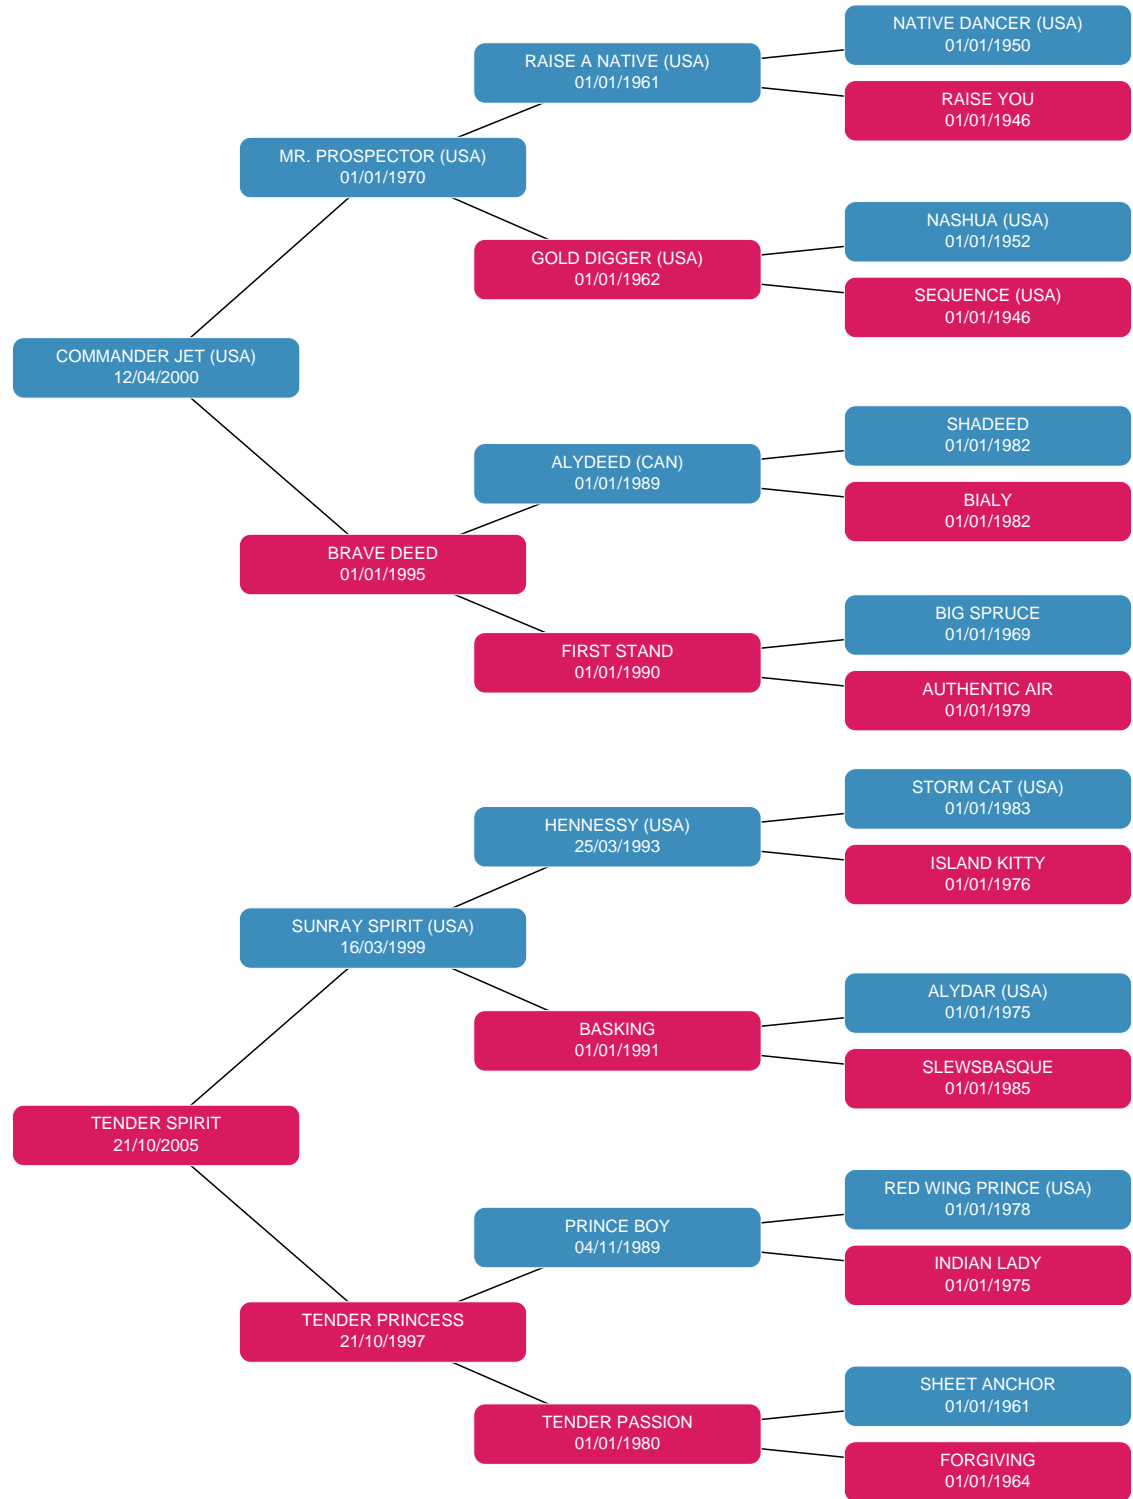 NATIVE DANCER (USA)
01/01/1950
RAISE A NATIVE (USA)
01/01/1961
RAISE YOU
01/01/1946
MR. PROSPECTOR (USA)
01/01/1970
NASHUA (USA)
01/01/1952
GOLD DIGGER (USA)
01/01/1962
SEQUENCE (USA)
01/01/1946
COMMANDER JET (USA)
12/04/2000
SHADEED
01/01/1982
ALYDEED (CAN)
01/01/1989
BIALY
01/01/1982
BRAVE DEED
01/01/1995
BIG SPRUCE
01/01/1969
FIRST STAND
01/01/1990
AUTHENTIC AIR
01/01/1979
STORM CAT (USA)
01/01/1983
HENNESSY (USA)
25/03/1993
ISLAND KITTY
01/01/1976
SUNRAY SPIRIT (USA)
16/03/1999
ALYDAR (USA)
01/01/1975
BASKING
01/01/1991
SLEWSBASQUE
01/01/1985
TENDER SPIRIT
21/10/2005
RED WING PRINCE (USA)
01/01/1978
PRINCE BOY
04/11/1989
INDIAN LADY
01/01/1975
TENDER PRINCESS
21/10/1997
SHEET ANCHOR
01/01/1961
TENDER PASSION
01/01/1980
FORGIVING
01/01/1964